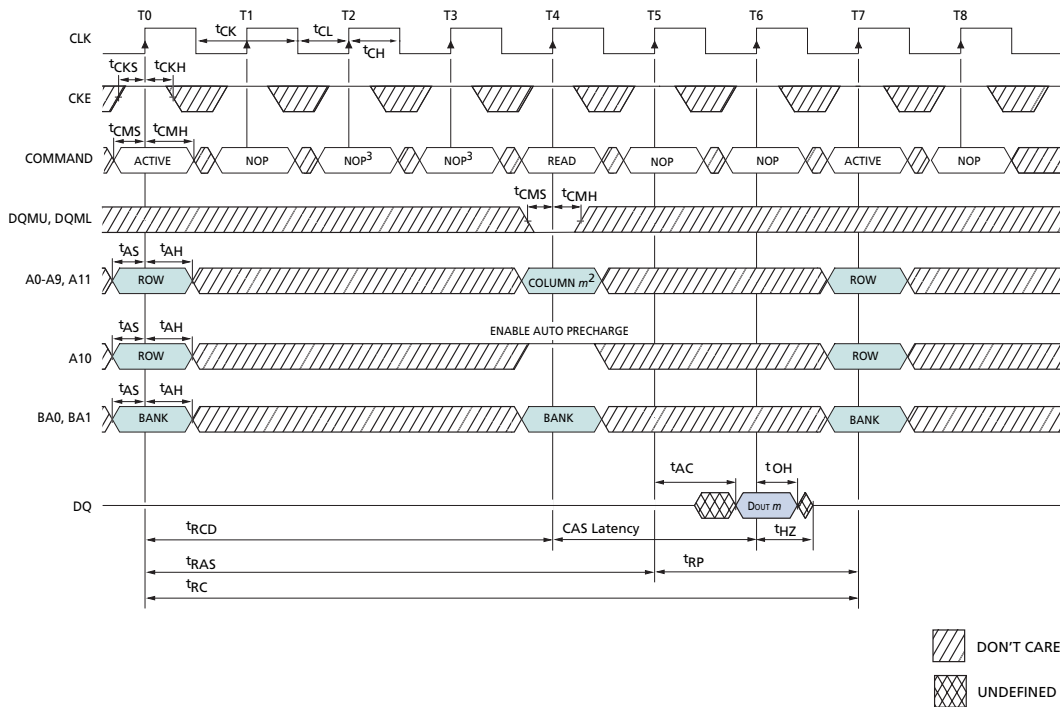 T0 T1 T2 T3 T4 T5 T6 T7 T8
CLK
tCK tCL tCH
tCKS tCKH
CKE
tCMS tCMH
COMMAND ACTIVE NOP NOP3 NOP3 READ NOP NOP ACTIVE NOP
tCMS tCMH
DQMU, DQML
tAS tAH
A0-A9, A11 ROW COLUMN m2 ROW
ENABLE AUTO PRECHARGE
tAS tAH
A10 ROW ROW
tAS tAH
BA0, BA1 BANK BANK BANK
tAC tOH
DQ DOUT m
tRCD CAS Latency tHZ
tRAS tRP
tRC
DON'T CARE
UNDEFINED